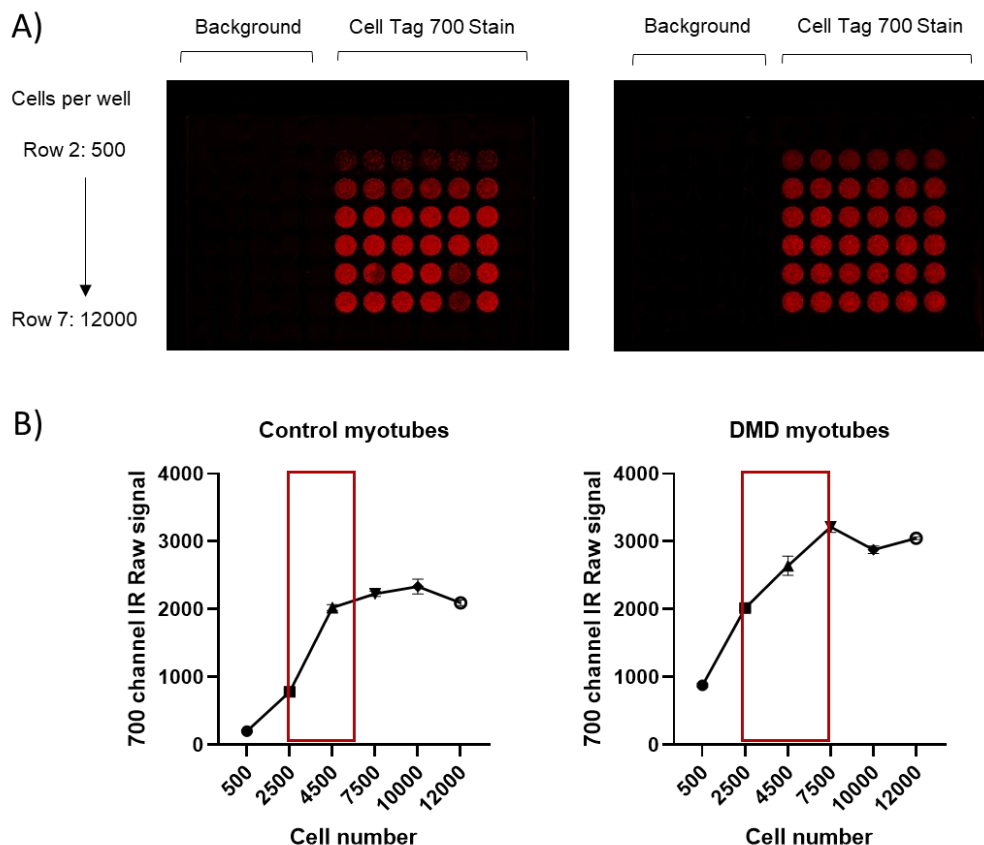 A)
Background
Cell Tag 700 Stain
Background
Cell Tag 700 Stain
Cells per well
Row 2: 500
Row 7: 12000
B)
Control myotubes
700 channel IR Raw signal
4000
3000
2000
1000
0
500
2500
4500
7500
10000
12000
Cell number
DMD myotubes
700 channel IR Raw signal
4000
3000
2000
1000
0
500
2500
4500
7500
10000
12000
Cell number